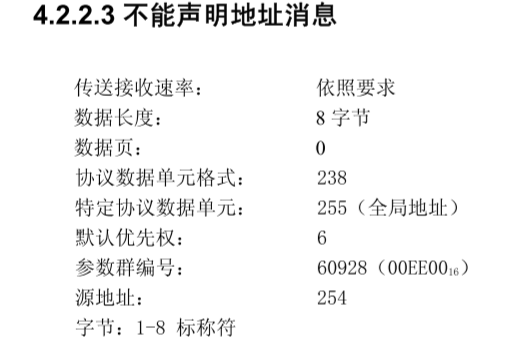 4.2.2.3 不能声明地址消息
传送接收速率： 依照要求
数据长度： 8 字节
数据页： 0
协议数据单元格式： 238
特定协议数据单元： 255（全局地址）
默认优先权： 6
参数群编号： 60928（00EE00₁₆）
源地址： 254
字节：1-8 标称符